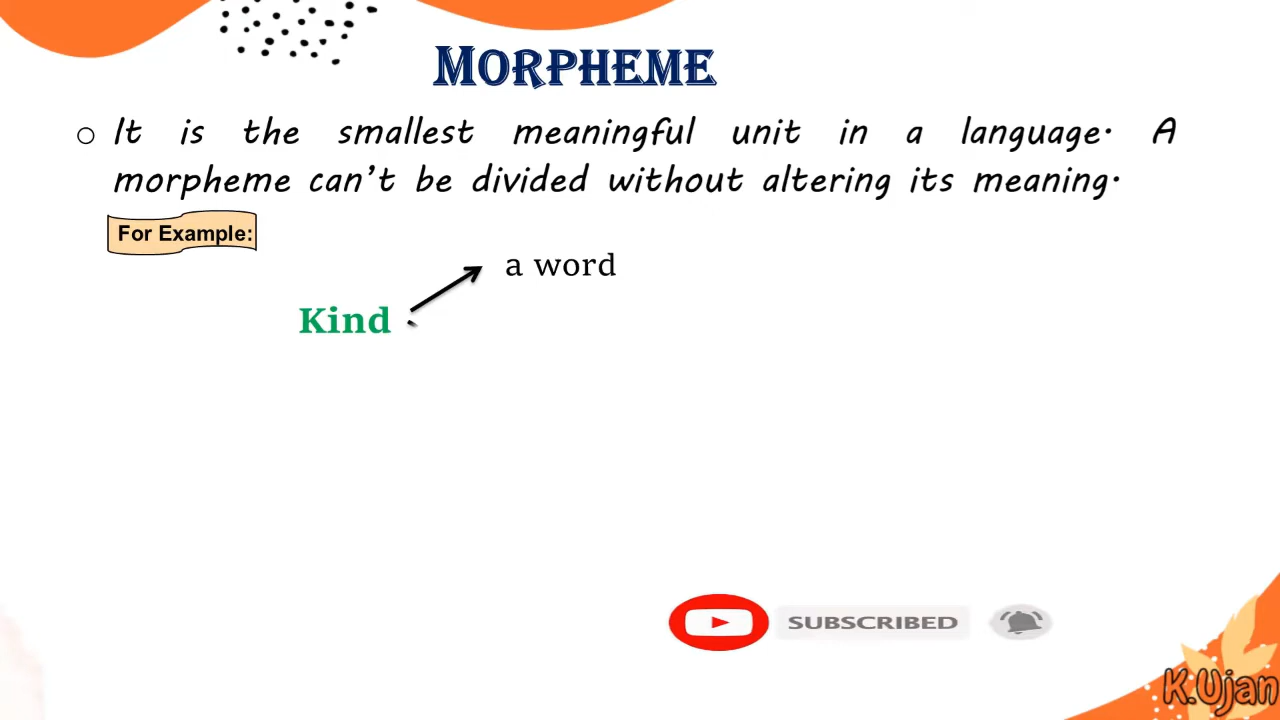 MORPHEME
It is the smallest meaningful unit in a language. A
morpheme can't be divided without altering its meaning.
For Example:
a word
Kind
SUBSCRIBED
K.Ujan